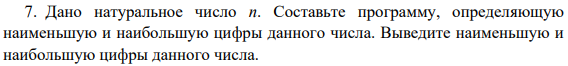 7. Дано натуральное число n. Составьте программу, определяющую
наименьшую и наибольшую цифры данного числа. Выведите наименьшую и
наибольшую цифры данного числа.